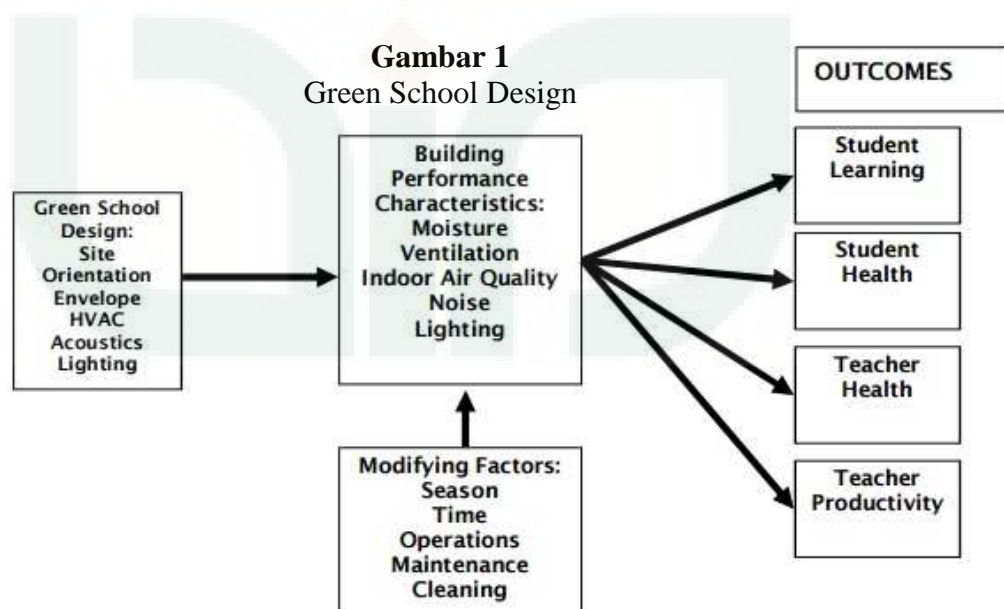 Gambar 1
Green School Design
Green School
Design:
Site
Orientation
Envelope
HVAC
Acoustics
Lighting
Building
Performance
Characteristics:
Moisture
Ventilation
Indoor Air Quality
Noise
Lighting
Modifying Factors:
Season
Time
Operations
Maintenance
Cleaning
OUTCOMES
Student
Learning
Student
Health
Teacher
Health
Teacher
Productivity